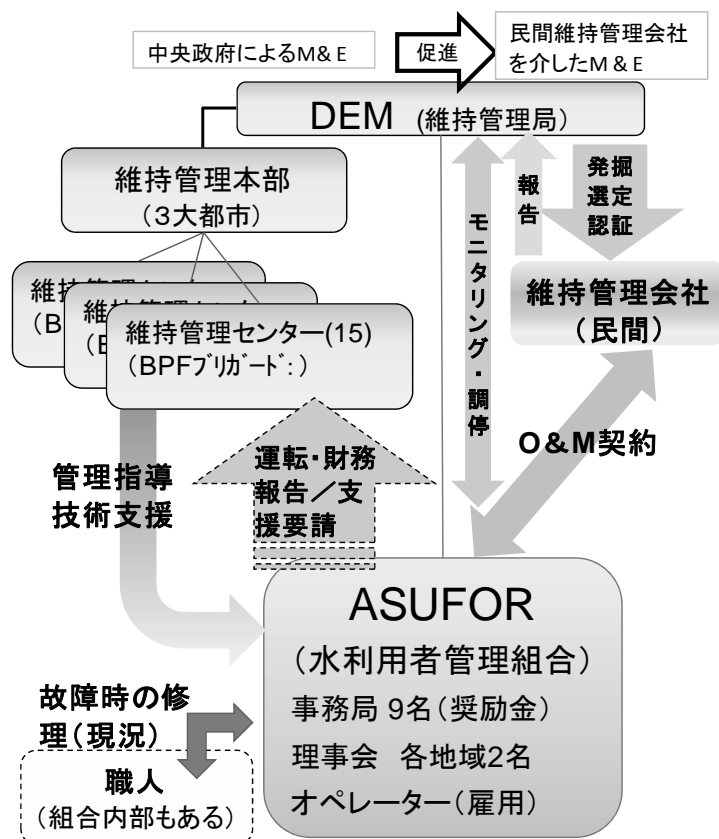 中央政府によるM& E
促進
民間維持管理会社
を介したM & E
DEM (維持管理局)
維持管理本部
(3大都市)
報告
発掘
選定
認証
モニタリング・調停
維持管理会社
(民間)
維持管理センター(15)
(BPFブリガード:)
O&M契約
管理指導
技術支援
運転・財務
報告/支
援要請
ASUFOR
(水利用者管理組合)
事務局 9名(奨励金)
理事会 各地域2名
オペレーター(雇用)
故障時の修
理(現況)
職人
(組合内部もある)